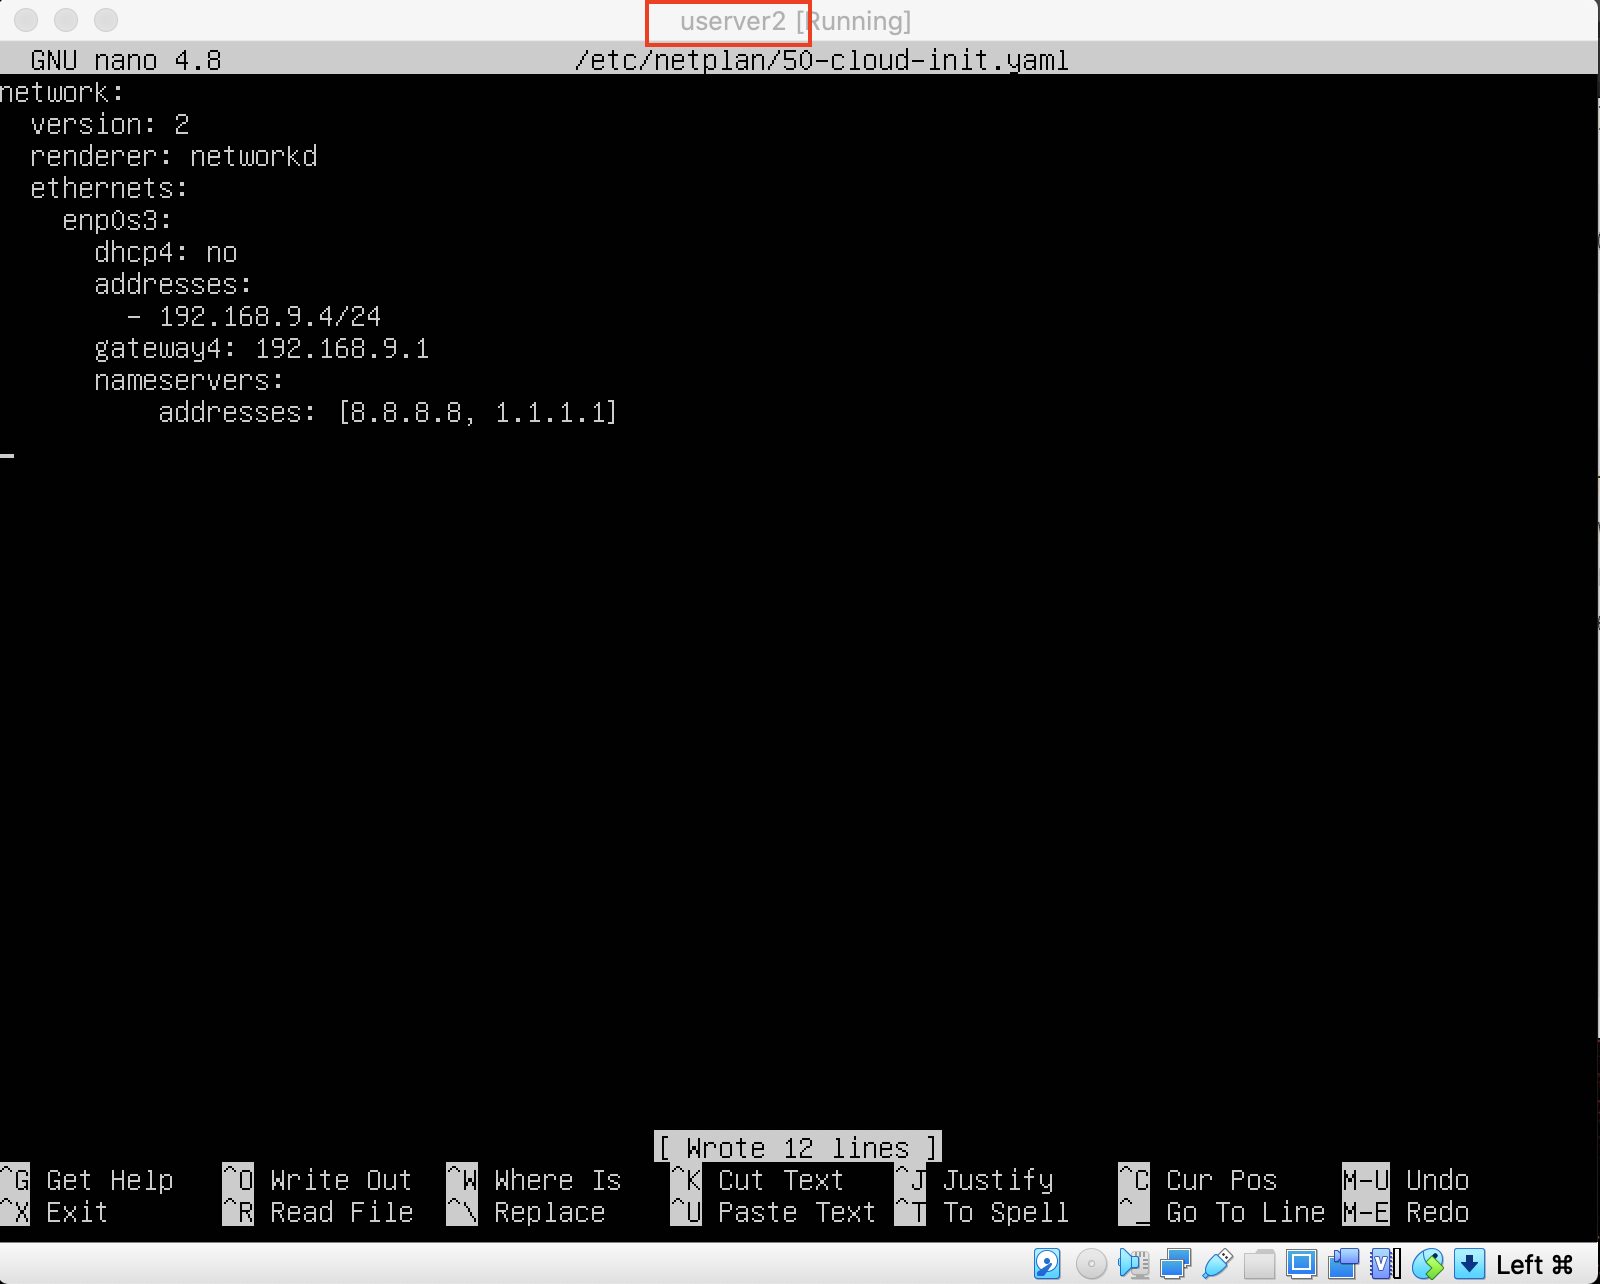 userver2 [Running]
GNU nano 4.8 /etc/netplan/50-cloud-init.yaml
network:
  version: 2
  renderer: networkd
  ethernets:
    enp0s3:
      dhcp4: no
      addresses:
        - 192.168.9.4/24
      gateway4: 192.168.9.1
      nameservers:
          addresses: [8.8.8.8, 1.1.1.1]
[ Wrote 12 lines ]
^G Get Help ^O Write Out ^W Where Is ^K Cut Text ^J Justify ^C Cur Pos M-U Undo
^X Exit ^R Read File ^\ Replace ^U Paste Text ^T To Spell ^_ Go To Line M-E Redo
Left ⌘